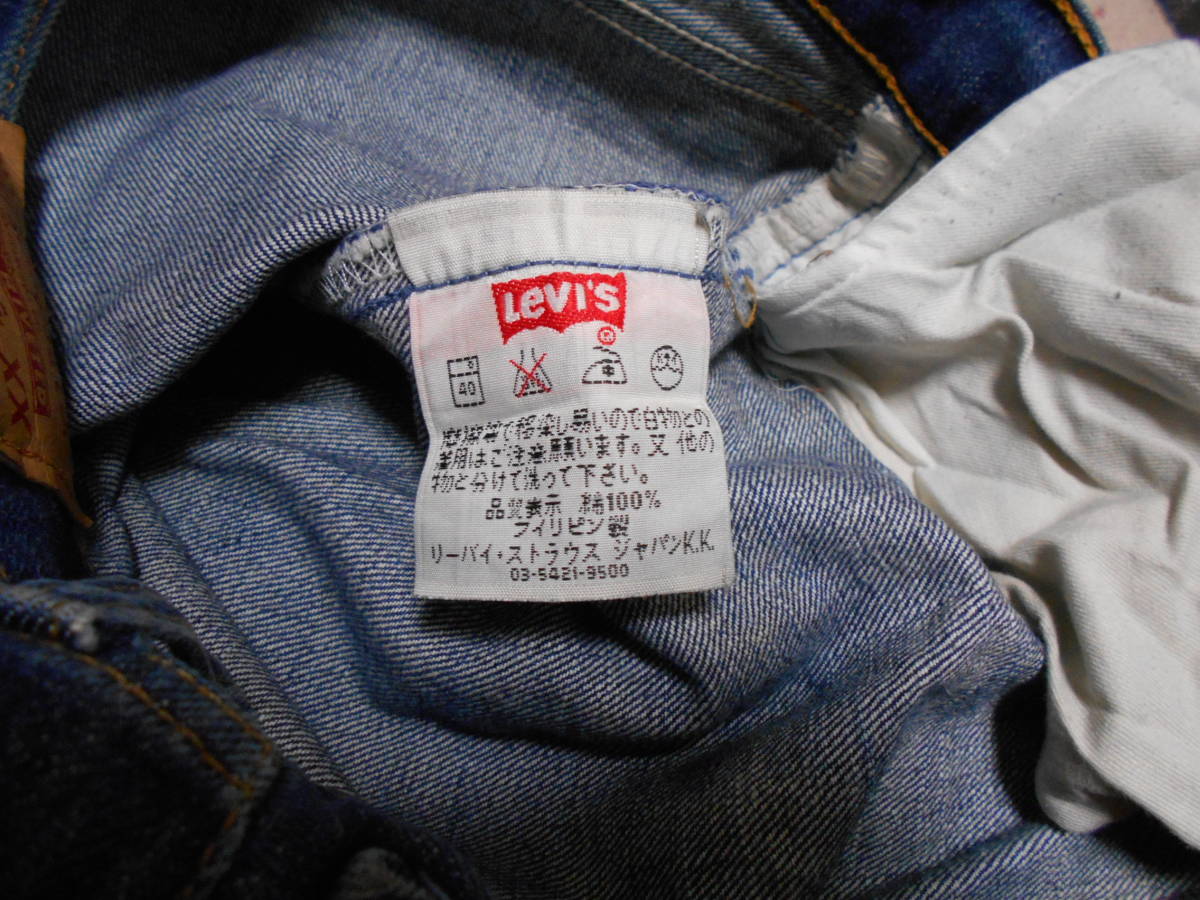 LEVI'S
®
40
で移染し易いので白物との
着用はご注意願います。又 他の
物と分けて洗って下さい。
品質表示 綿100%
フィリピン製
リーバイ・ストラウス ジャパンK.K.
03-5421-9500
XX